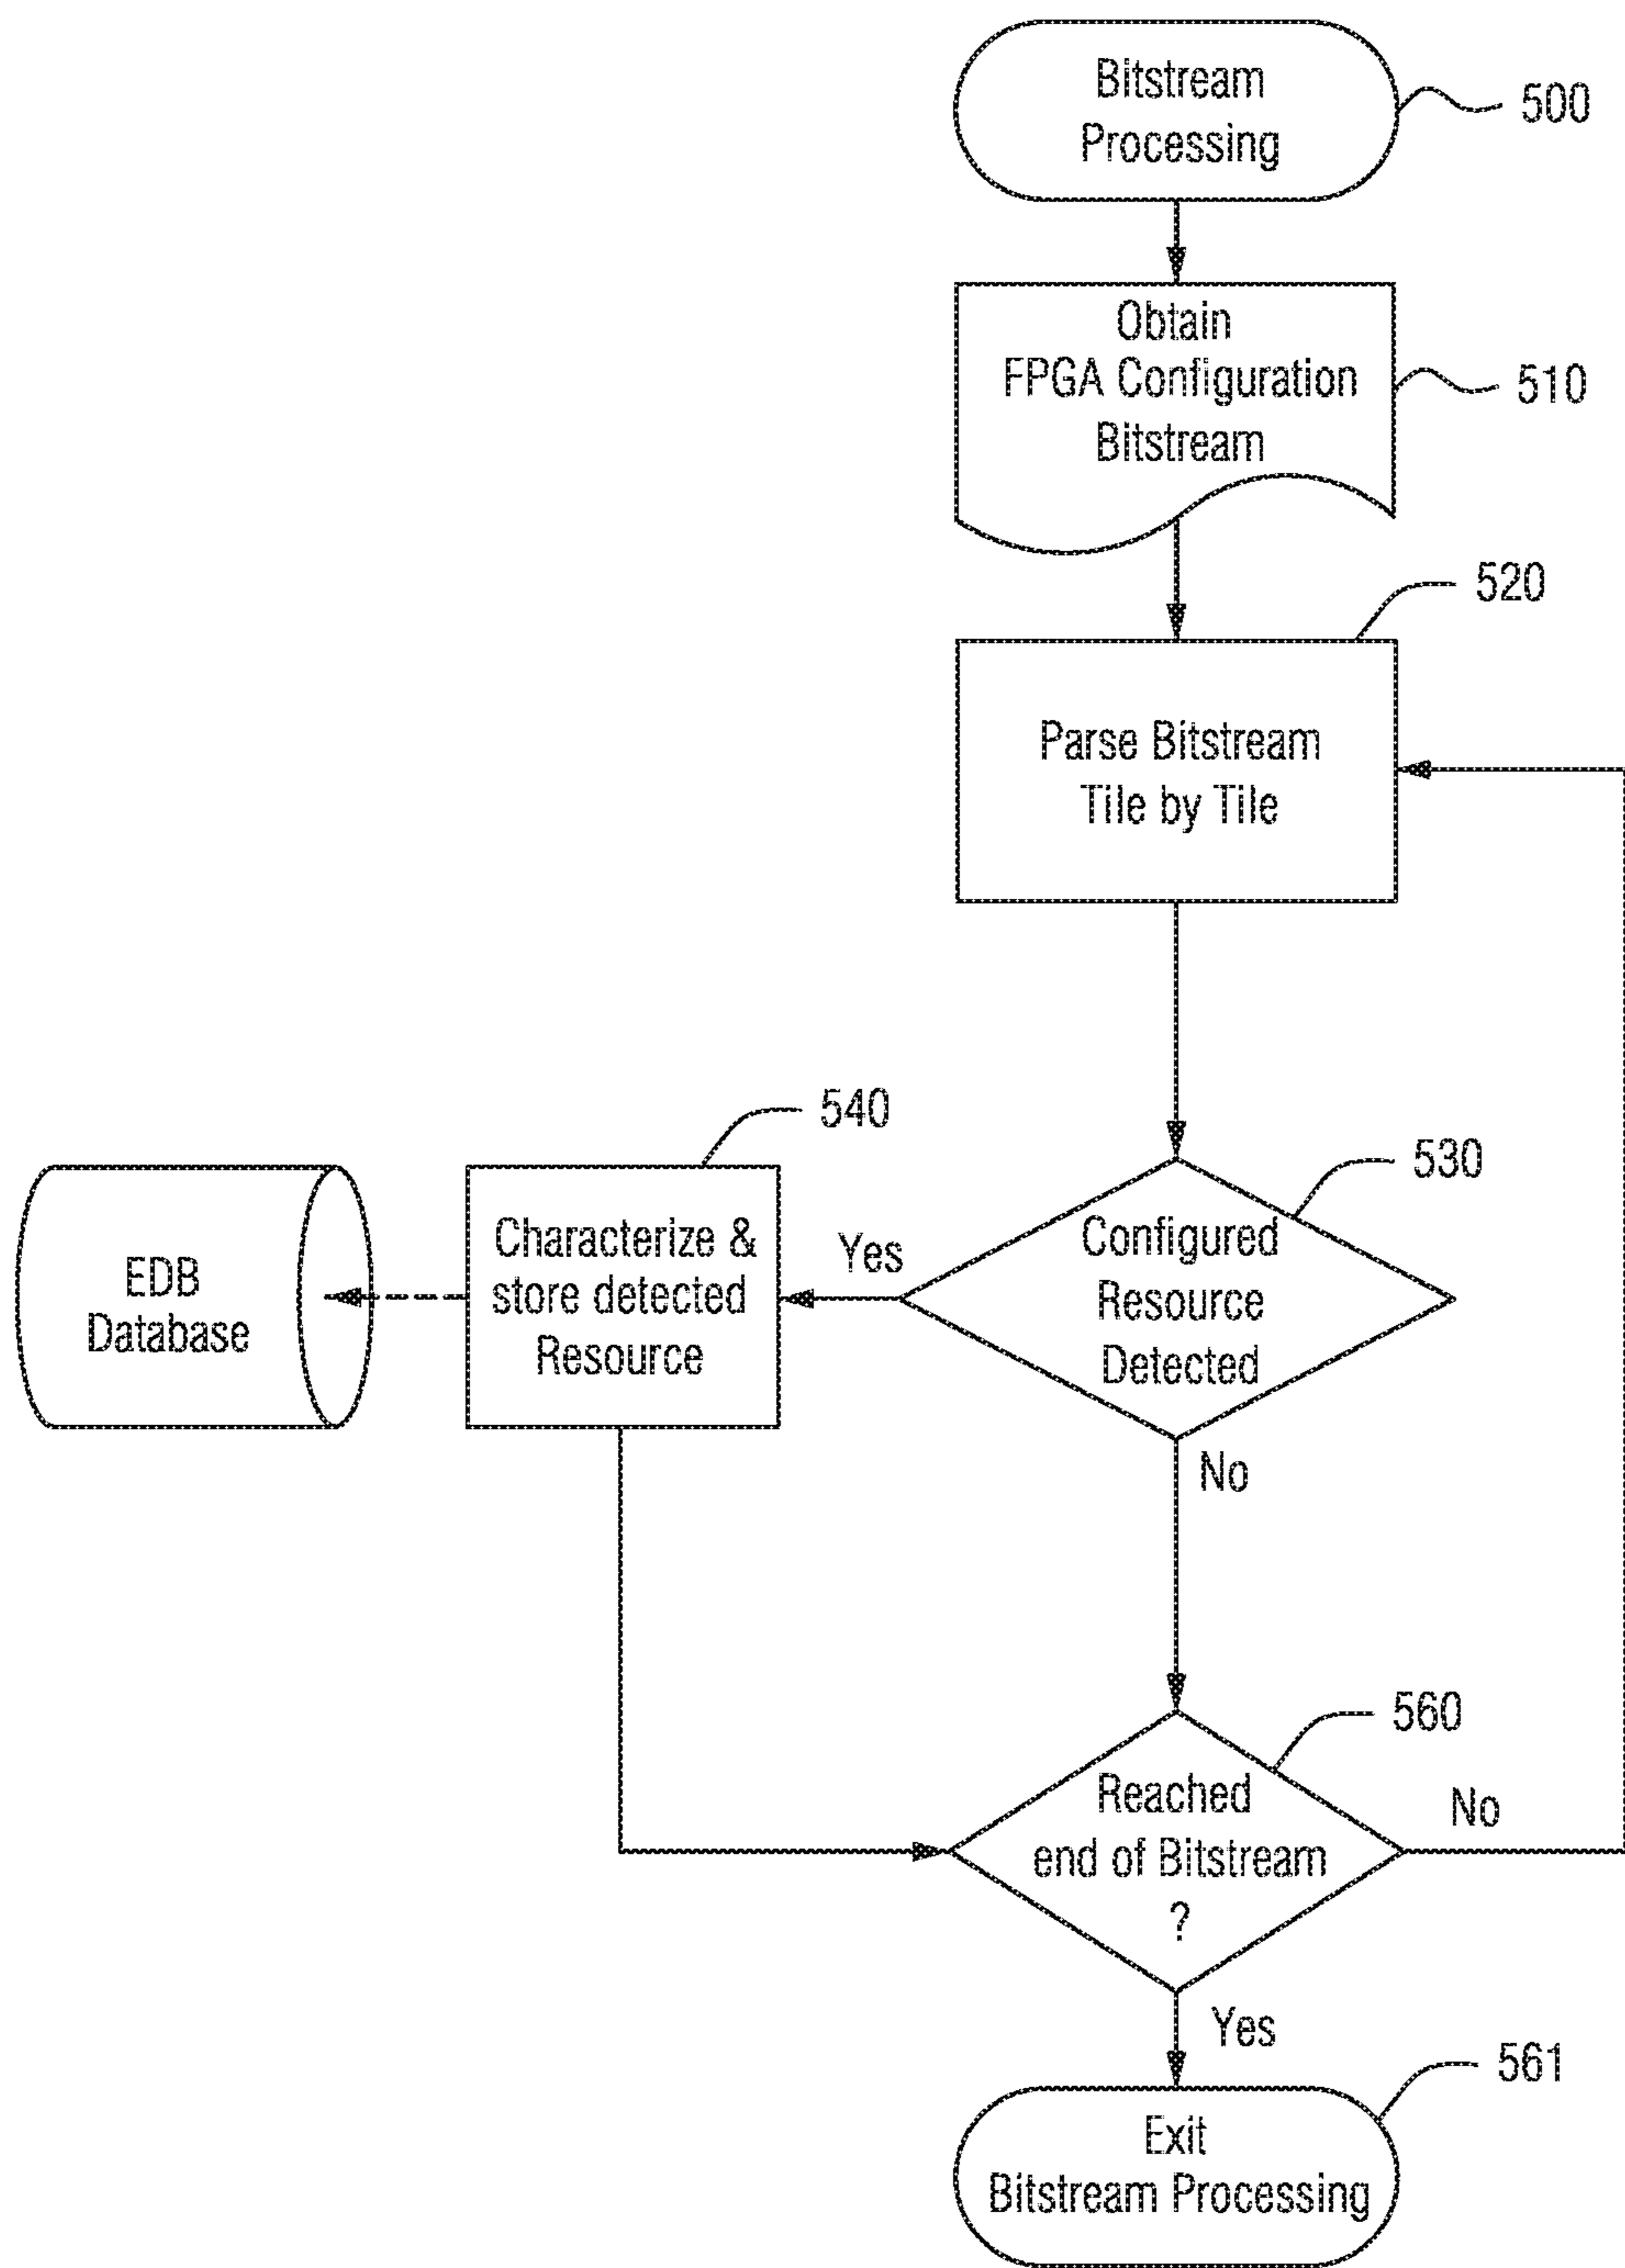 Bitstream
Processing
500
Obtain
FPGA Configuration
Bitstream
510
520
Parse Bitstream
Tile by Tile
540
530
EDB
Database
Characterize &
store detected
Resource
Yes
Configured
Resource
Detected
No
560
Reached
end of Bitstream
?
No
Yes
561
Exit
Bitstream Processing